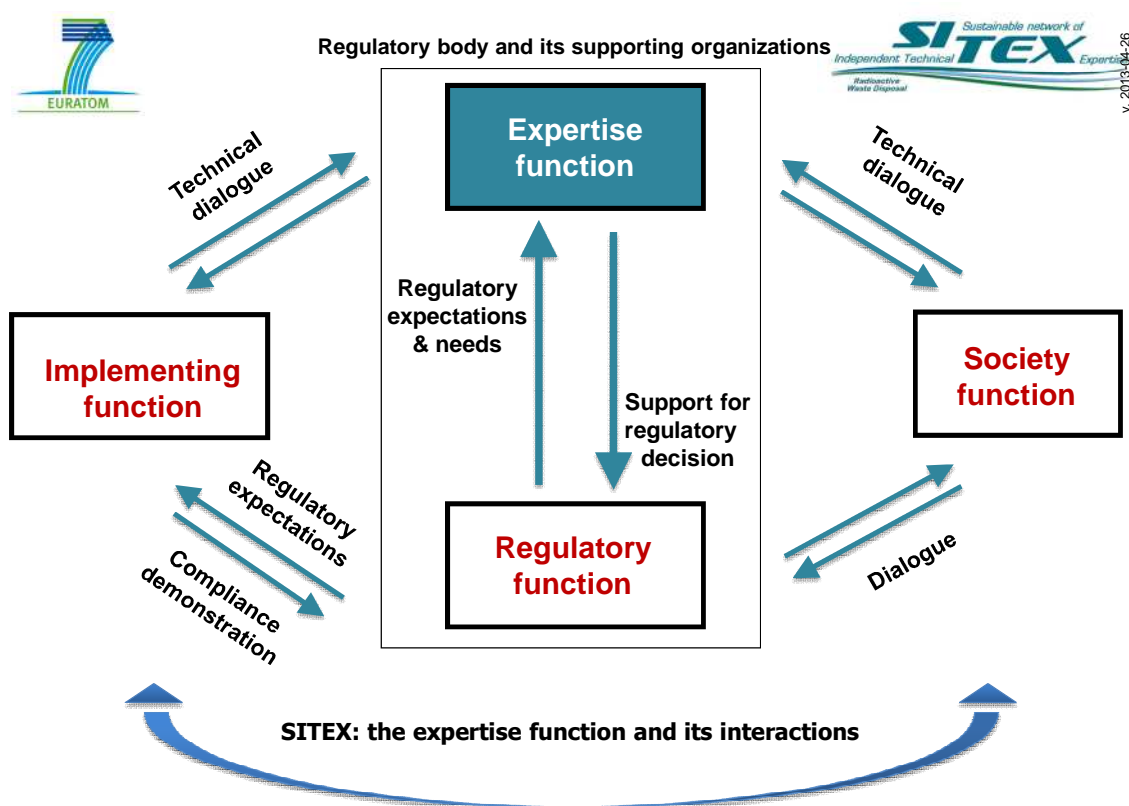 7
EURATOM
Regulatory body and its supporting organizations
Sustainable network of
SITEX
Independent Technical Expertise
Radioactive
Waste Disposal
v. 2013-04-26
Expertise
function
Technical
dialogue
Technical
dialogue
Regulatory
expectations
& needs
Implementing
function
Society
function
Support for
regulatory
decision
Regulatory
expectations
Compliance
demonstration
Regulatory
function
Dialogue
SITEX: the expertise function and its interactions